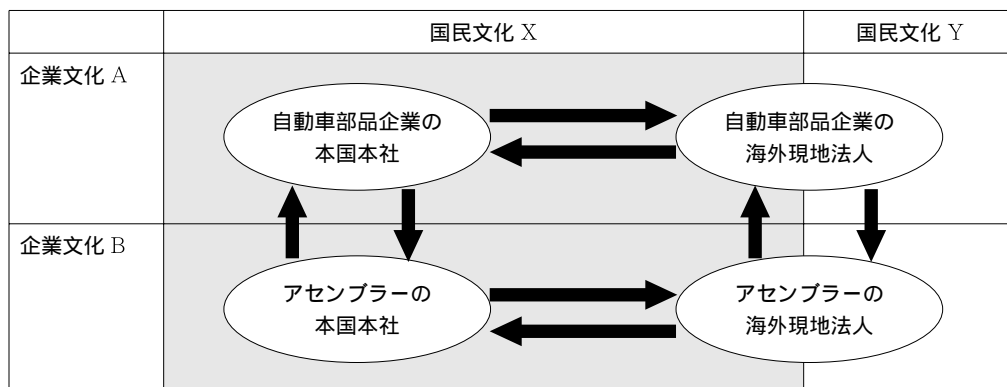 国民文化 X
国民文化 Y
企業文化 A
自動車部品企業の
本国本社
自動車部品企業の
海外現地法人
企業文化 B
アセンブラーの
本国本社
アセンブラーの
海外現地法人